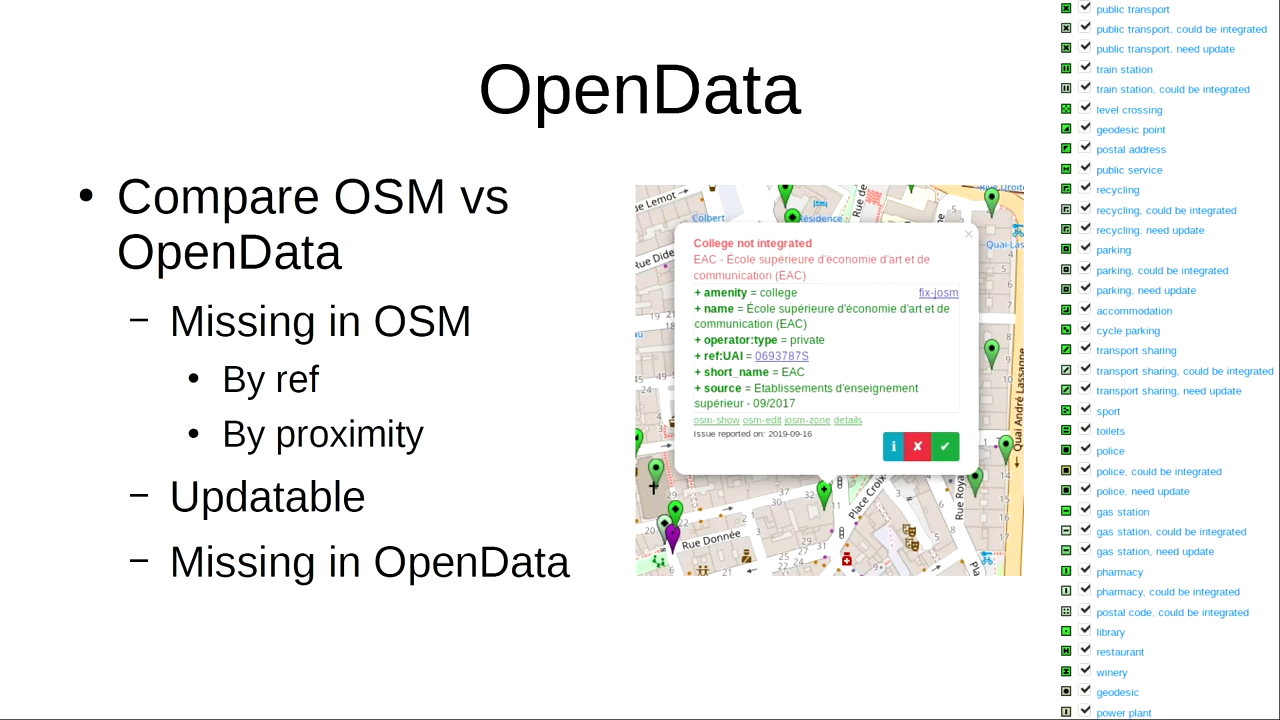 OpenData
• Compare OSM vs
OpenData
– Missing in OSM
• By ref
• By proximity
– Updatable
– Missing in OpenData
Colbert
Résidence
Rue Droite
Rue de
Rue Dide
Quai Las
College not integrated
EAC - École supérieure d'économie d'art et de
communication (EAC)
+ amenity = college
fix-josm
+ name = École supérieure d'économie d'art et de
communication (EAC)
+ operator:type = private
+ ref:UAI = 0693787S
+ short_name = EAC
+ source = Etablissements d'enseignement
supérieur - 09/2017
osm-show osm-edit josm-zone details
Issue reported on: 2019-09-16
Quai André Lassagne
Place Croix
Rue Roya
Rue Donnée
Pla
public transport
public transport, could be integrated
public transport, need update
train station
train station, could be integrated
level crossing
geodesic point
postal address
public service
recycling
recycling, could be integrated
recycling, need update
parking
parking, could be integrated
parking, need update
accommodation
cycle parking
transport sharing
transport sharing, could be integrated
transport sharing, need update
sport
toilets
police
police, could be integrated
police, need update
gas station
gas station, could be integrated
gas station, need update
pharmacy
pharmacy, could be integrated
postal code, could be integrated
library
restaurant
winery
geodesic
power plant